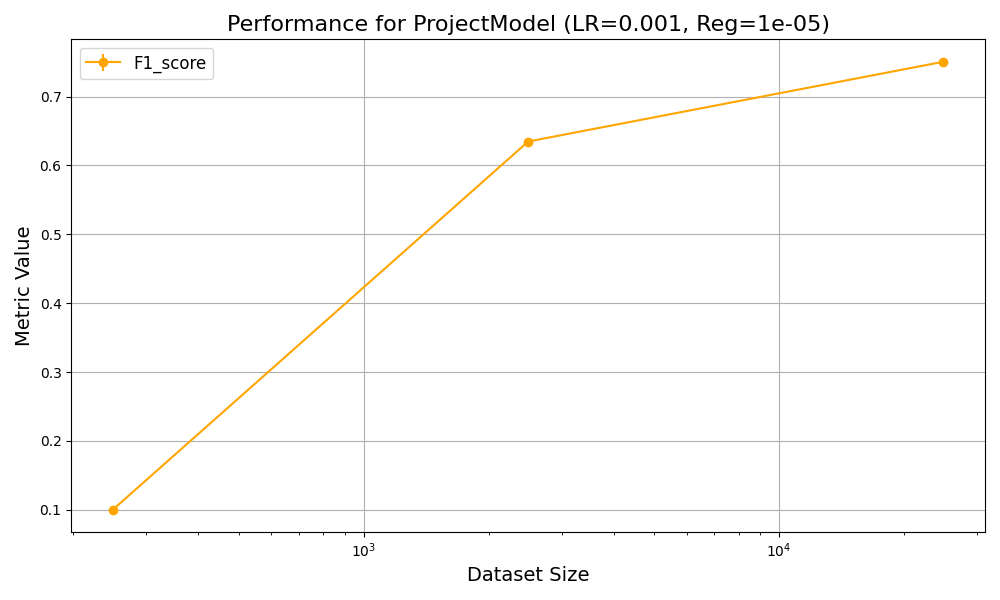 Performance for ProjectModel (LR=0.001, Reg=1e-05)
F1_score
Metric Value
0.7
0.6
0.5
0.4
0.3
0.2
0.1
10³
10⁴
Dataset Size